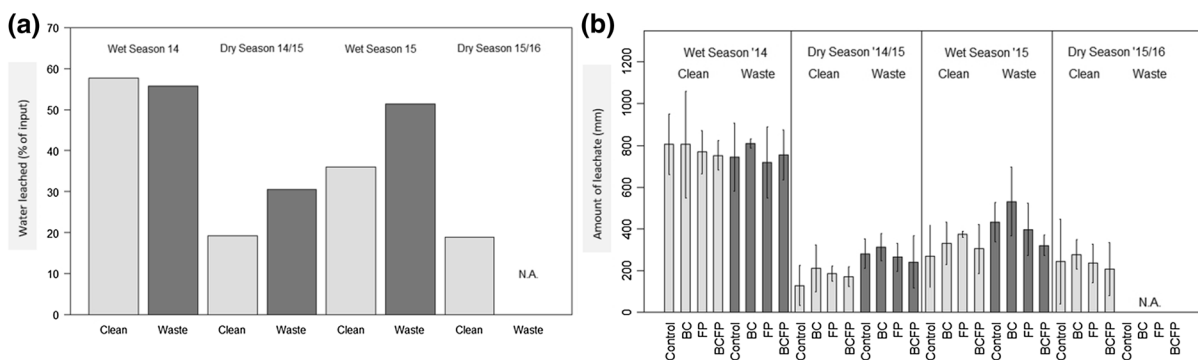 (a)
70
60
50
40
30
20
10
0
Water leached (% of input)
Wet Season 14 Dry Season 14/15 Wet Season 15 Dry Season 15/16
N.A.
Clean Waste Clean Waste Clean Waste Clean Waste
(b)
1200
1000
800
600
400
200
0
Amount of leachate (mm)
Wet Season '14 Dry Season '14/15 Wet Season '15 Dry Season '15/16
Clean Waste Clean Waste Clean Waste Clean Waste
N.A.
Control BC FP BCFP Control BC FP BCFP Control BC FP BCFP Control BC FP BCFP Control BC FP BCFP Control BC FP BCFP Control BC FP BCFP Control BC FP BCFP